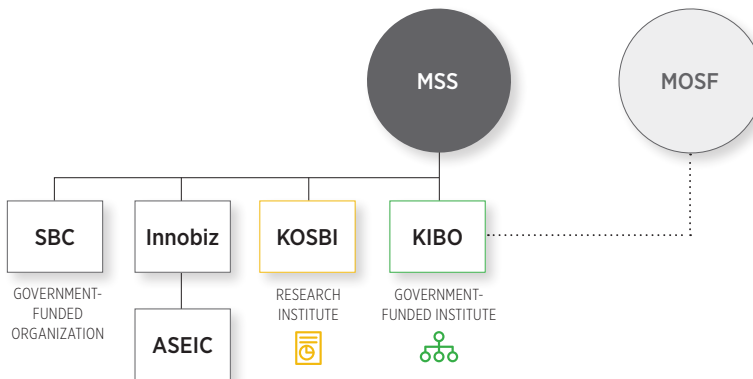 MSS
MOSF
SBC
Innobiz
KOSBI
KIBO
GOVERNMENT-
FUNDED
ORGANIZATION
RESEARCH
INSTITUTE
GOVERNMENT-
FUNDED INSTITUTE
ASEIC